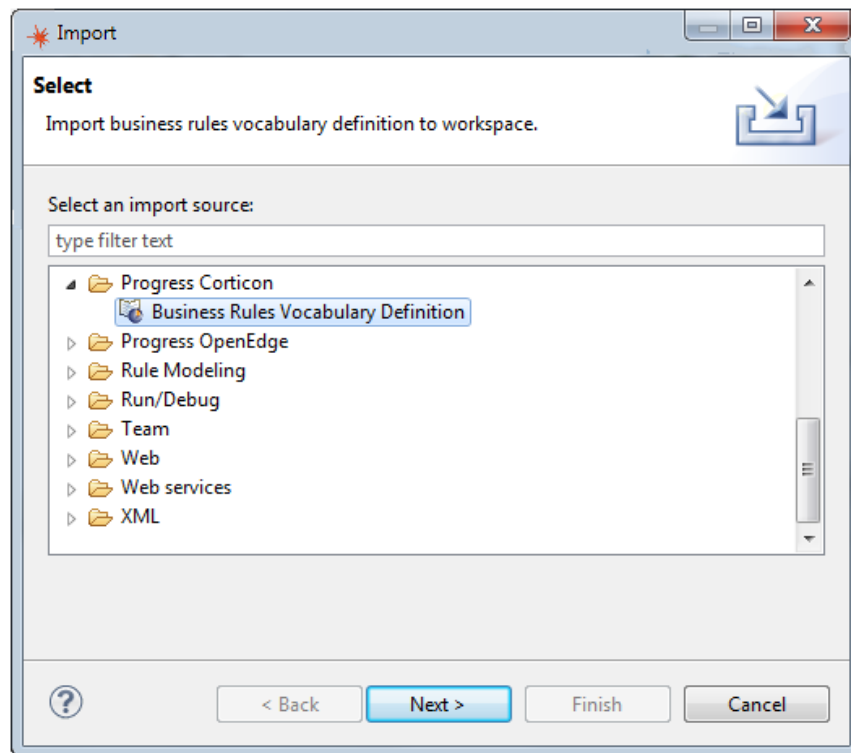 Import
Select
Import business rules vocabulary definition to workspace.
Select an import source:
type filter text
Progress Corticon
Business Rules Vocabulary Definition
Progress OpenEdge
Rule Modeling
Run/Debug
Team
Web
Web services
XML
? < Back Next > Finish Cancel